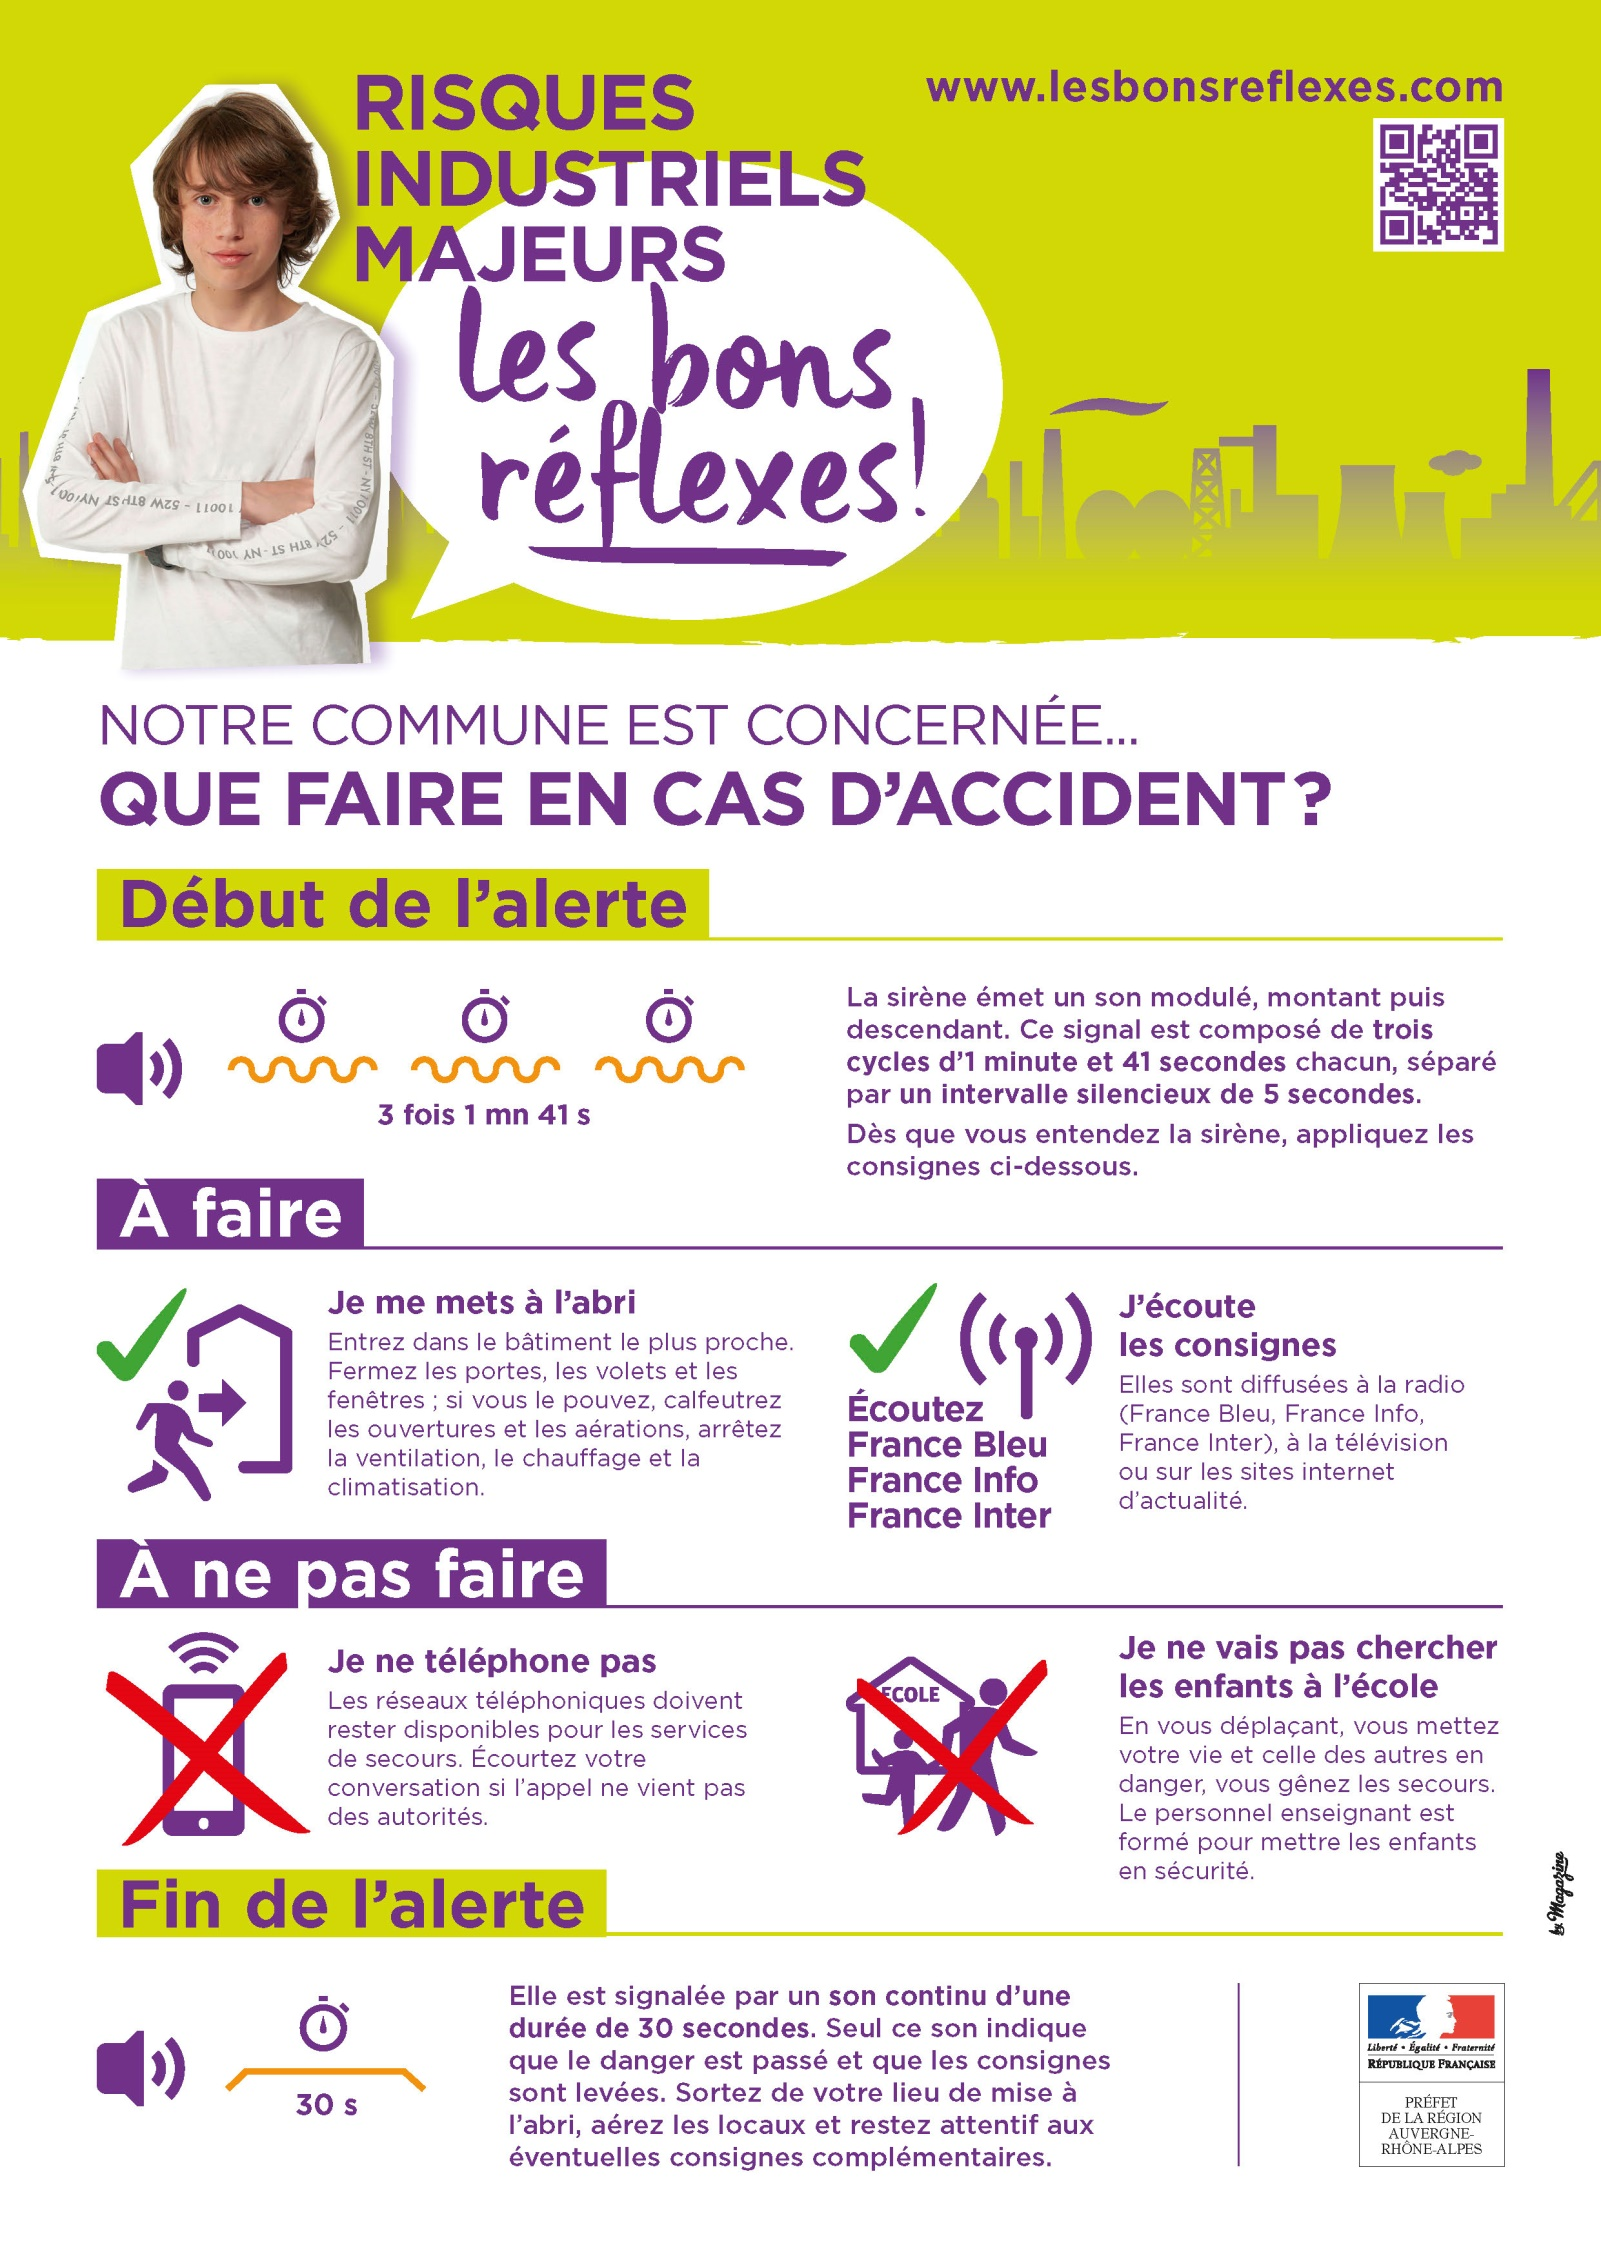 www.lesbonsreflexes.com
RISQUES
INDUSTRIELS
MAJEURS
les bons
réflexes!
10011 - 52W 8TH ST NY
NOTRE COMMUNE EST CONCERNÉE...
QUE FAIRE EN CAS D'ACCIDENT ?
Début de l'alerte
3 fois 1 mn 41 s
La sirène émet un son modulé, montant puis
descendant. Ce signal est composé de trois
cycles d'1 minute et 41 secondes chacun, séparé
par un intervalle silencieux de 5 secondes.
Dès que vous entendez la sirène, appliquez les
consignes ci-dessous.
À faire
Je me mets à l'abri
Entrez dans le bâtiment le plus proche.
Fermez les portes, les volets et les
fenêtres ; si vous le pouvez, calfeutrez
les ouvertures et les aérations, arrêtez
la ventilation, le chauffage et la
climatisation.
Écoutez
France Bleu
France Info
France Inter
J'écoute
les consignes
Elles sont diffusées à la radio
(France Bleu, France Info,
France Inter), à la télévision
ou sur les sites internet
d'actualité.
À ne pas faire
Je ne téléphone pas
Les réseaux téléphoniques doivent
rester disponibles pour les services
de secours. Écourtez votre
conversation si l'appel ne vient pas
des autorités.
ECOLE
Je ne vais pas chercher
les enfants à l'école
En vous déplaçant, vous mettez
votre vie et celle des autres en
danger, vous gênez les secours.
Le personnel enseignant est
formé pour mettre les enfants
en sécurité.
by Magazine
Fin de l'alerte
30 s
Elle est signalée par un son continu d'une
durée de 30 secondes. Seul ce son indique
que le danger est passé et que les consignes
sont levées. Sortez de votre lieu de mise à
l'abri, aérez les locaux et restez attentif aux
éventuelles consignes complémentaires.
Liberté • Égalité • Fraternité
RÉPUBLIQUE FRANÇAISE
PRÉFET
DE LA RÉGION
AUVERGNE-
RHÔNE-ALPES